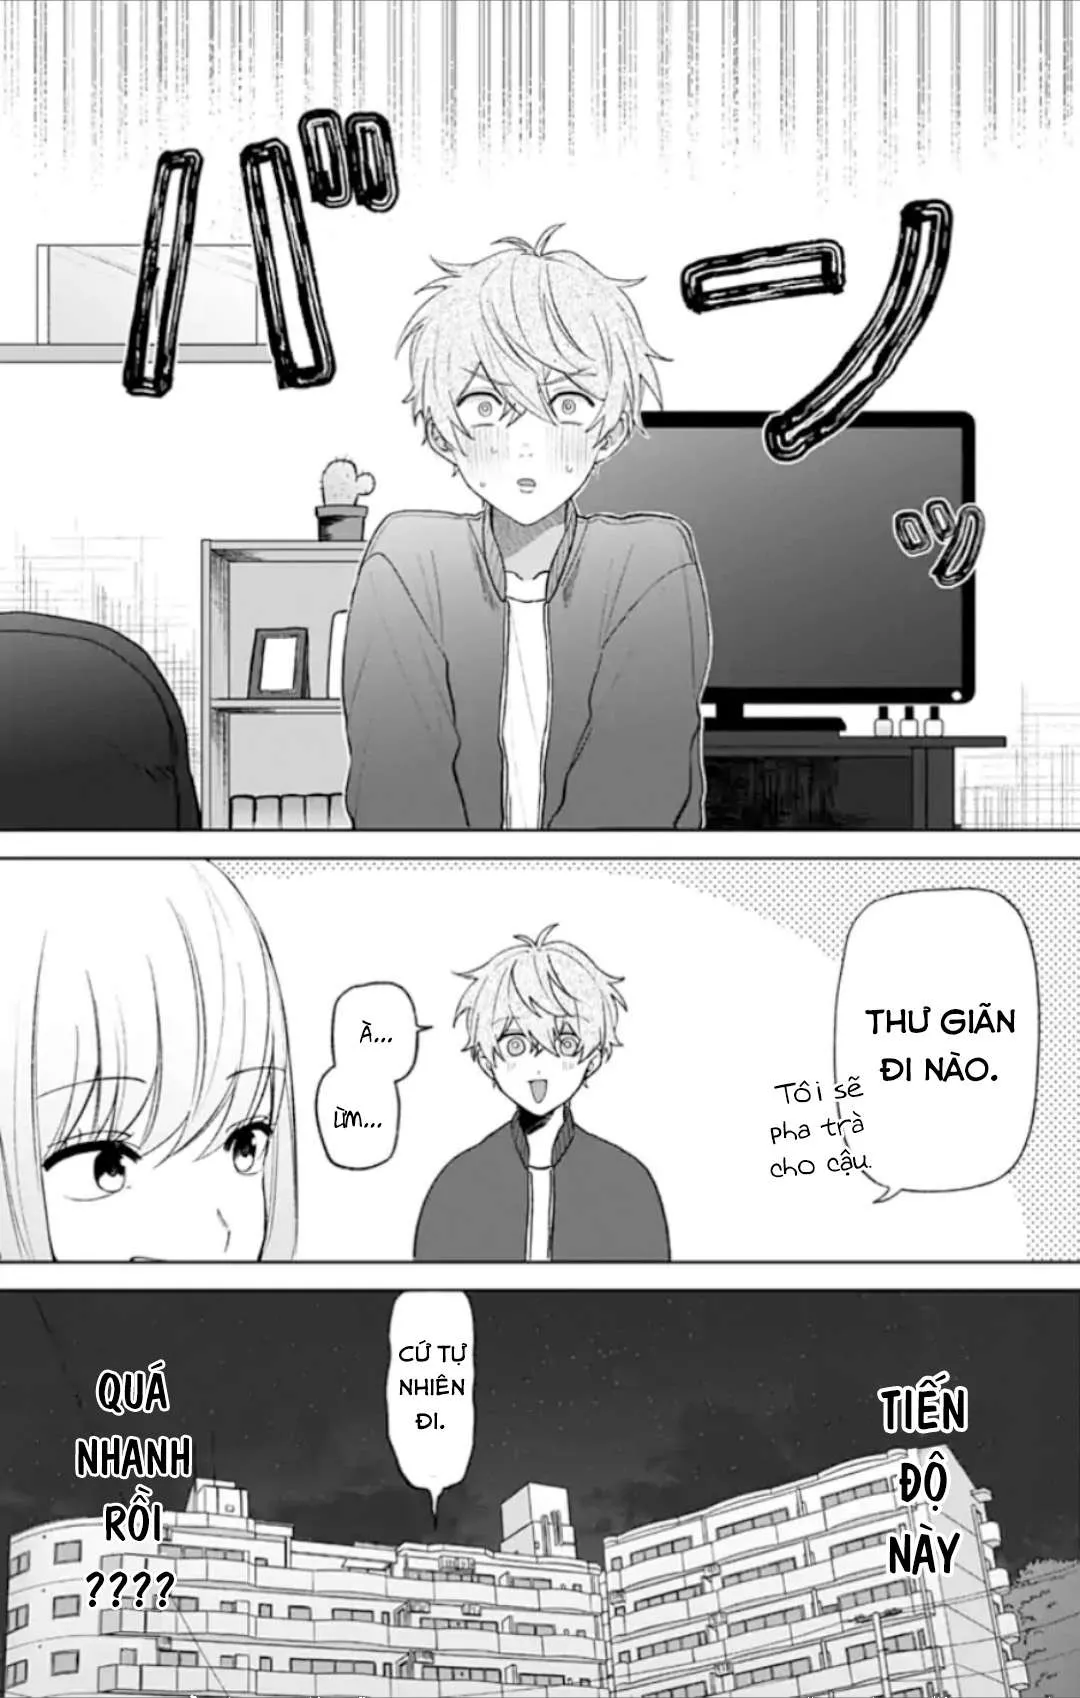 バーンッ
THƯ GIÃN
ĐI NÀO.
Tôi sẽ
pha trà
cho cậu.
À...
ỪM...
TIẾN
ĐỘ
NÀY
CỨ TỰ
NHIÊN
ĐI.
QUÁ
NHANH
RỒI
????